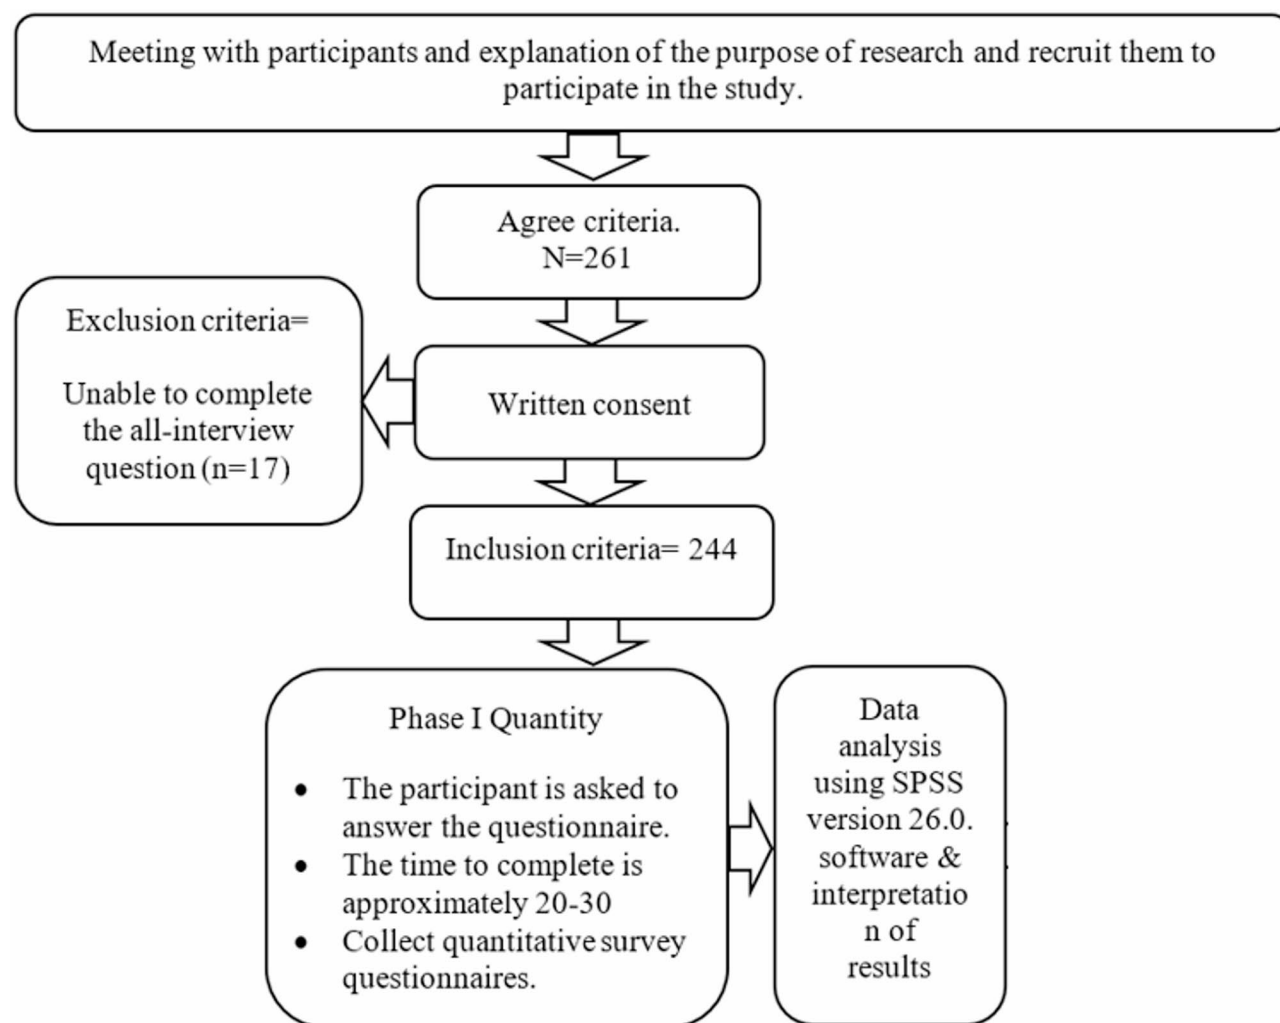 Meeting with participants and explanation of the purpose of research and recruit them to
participate in the study.
Agree criteria.
N=261
Exclusion criteria=
Unable to complete
the all-interview
question (n=17)
Written consent
Inclusion criteria= 244
Phase I Quantity
• The participant is asked to
answer the questionnaire.
• The time to complete is
approximately 20-30
• Collect quantitative survey
questionnaires.
Data
analysis
using SPSS
version 26.0.
software &
interpretatio
n of
results